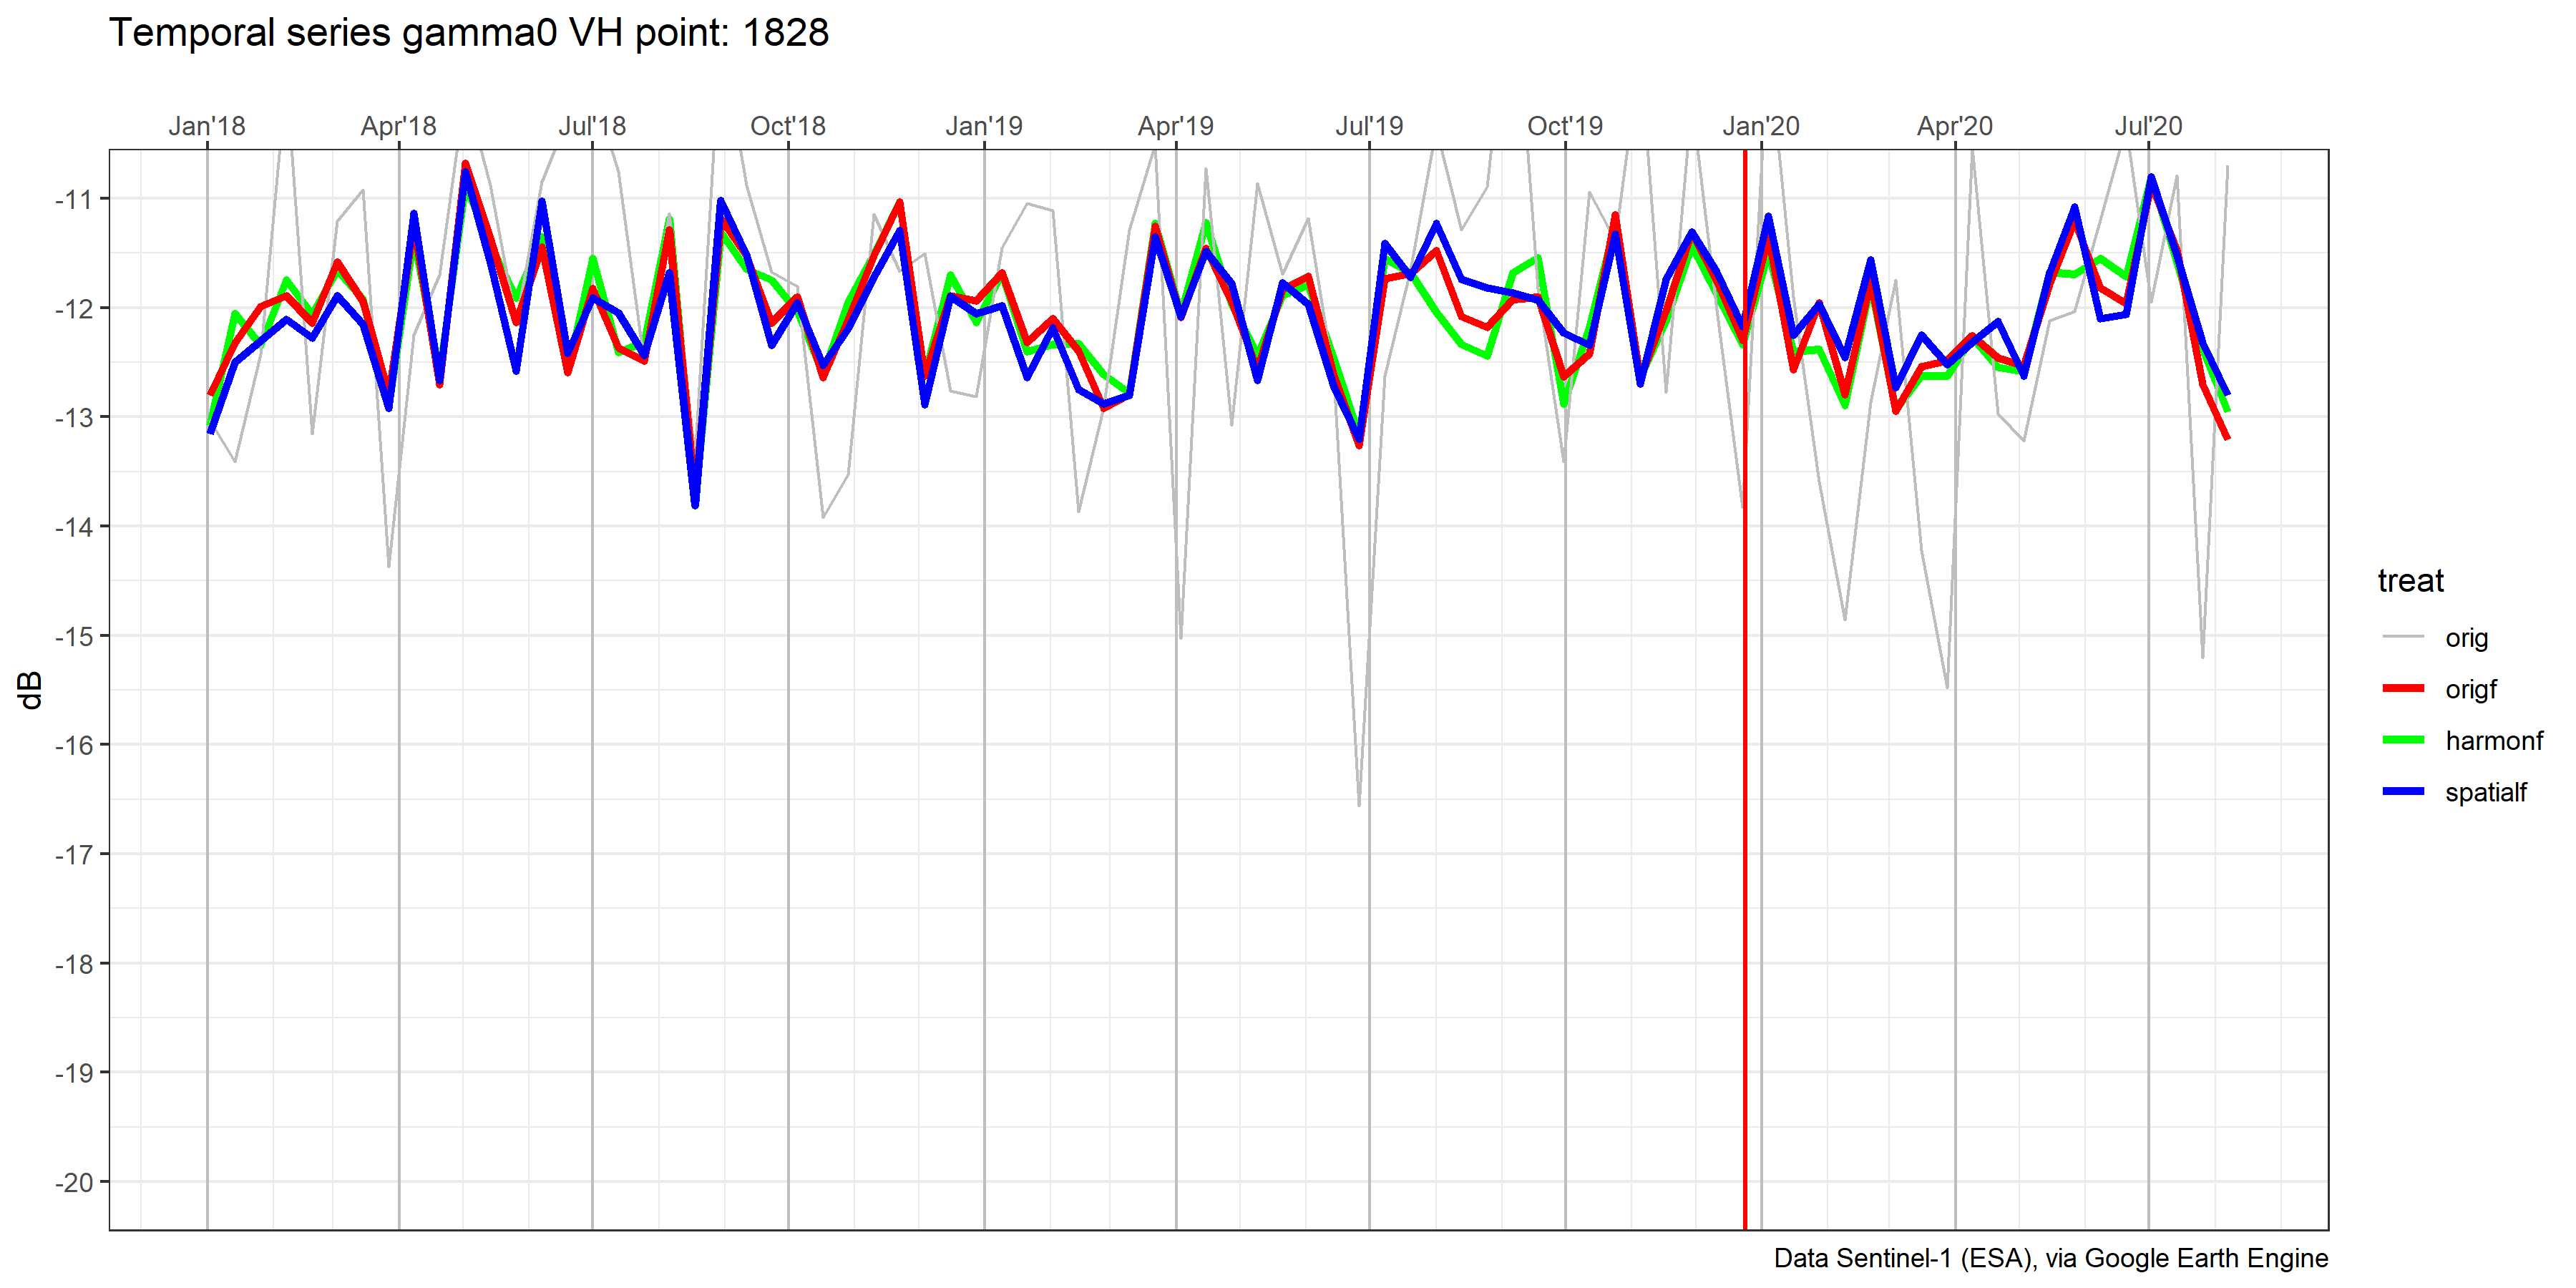 Temporal series gamma0 VH point: 1828
Jan'18 Apr'18 Jul'18 Oct'18 Jan'19 Apr'19 Jul'19 Oct'19 Jan'20 Apr'20 Jul'20
-11
-12
-13
-14
-15
-16
-17
-18
-19
-20
dB
treat
orig
origf
harmonf
spatialf
Data Sentinel-1 (ESA), via Google Earth Engine